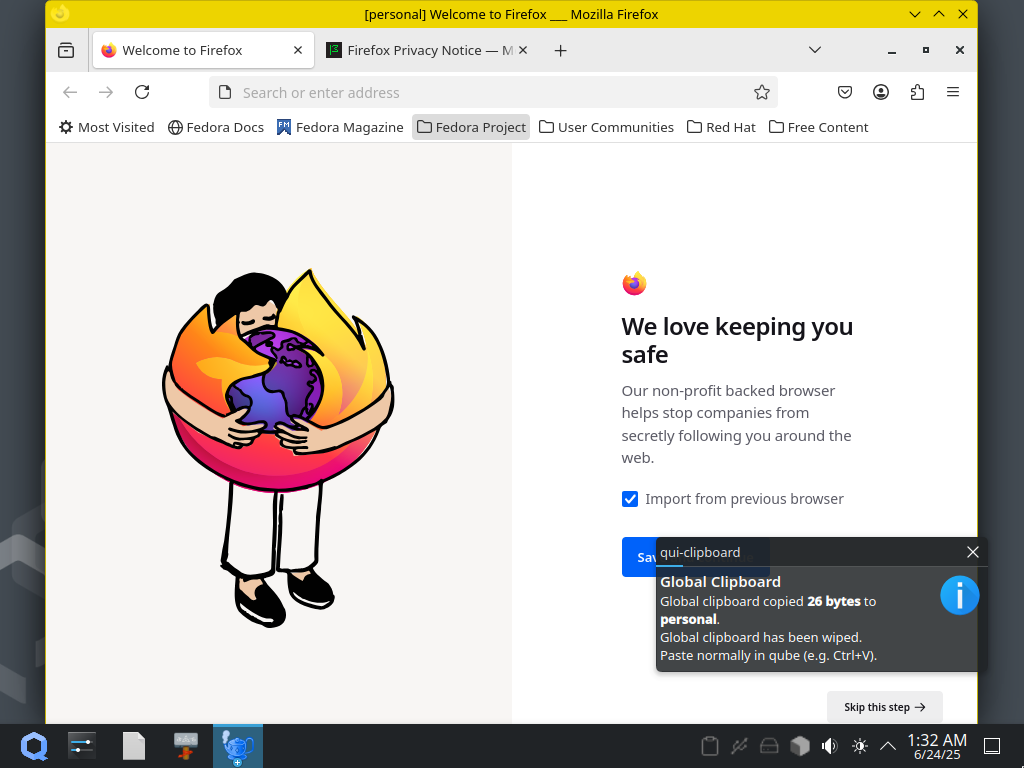 [personal] Welcome to Firefox ___ Mozilla Firefox
Welcome to Firefox
Firefox Privacy Notice — M
Search or enter address
Most Visited
Fedora Docs
FM
Fedora Magazine
Fedora Project
User Communities
Red Hat
Free Content
We love keeping you
safe
Our non-profit backed browser
helps stop companies from
secretly following you around the
web.
Import from previous browser
qui-clipboard
Global Clipboard
Global clipboard copied 26 bytes to
personal.
Global clipboard has been wiped.
Paste normally in qube (e.g. Ctrl+V).
Skip this step
1:32 AM
6/24/25